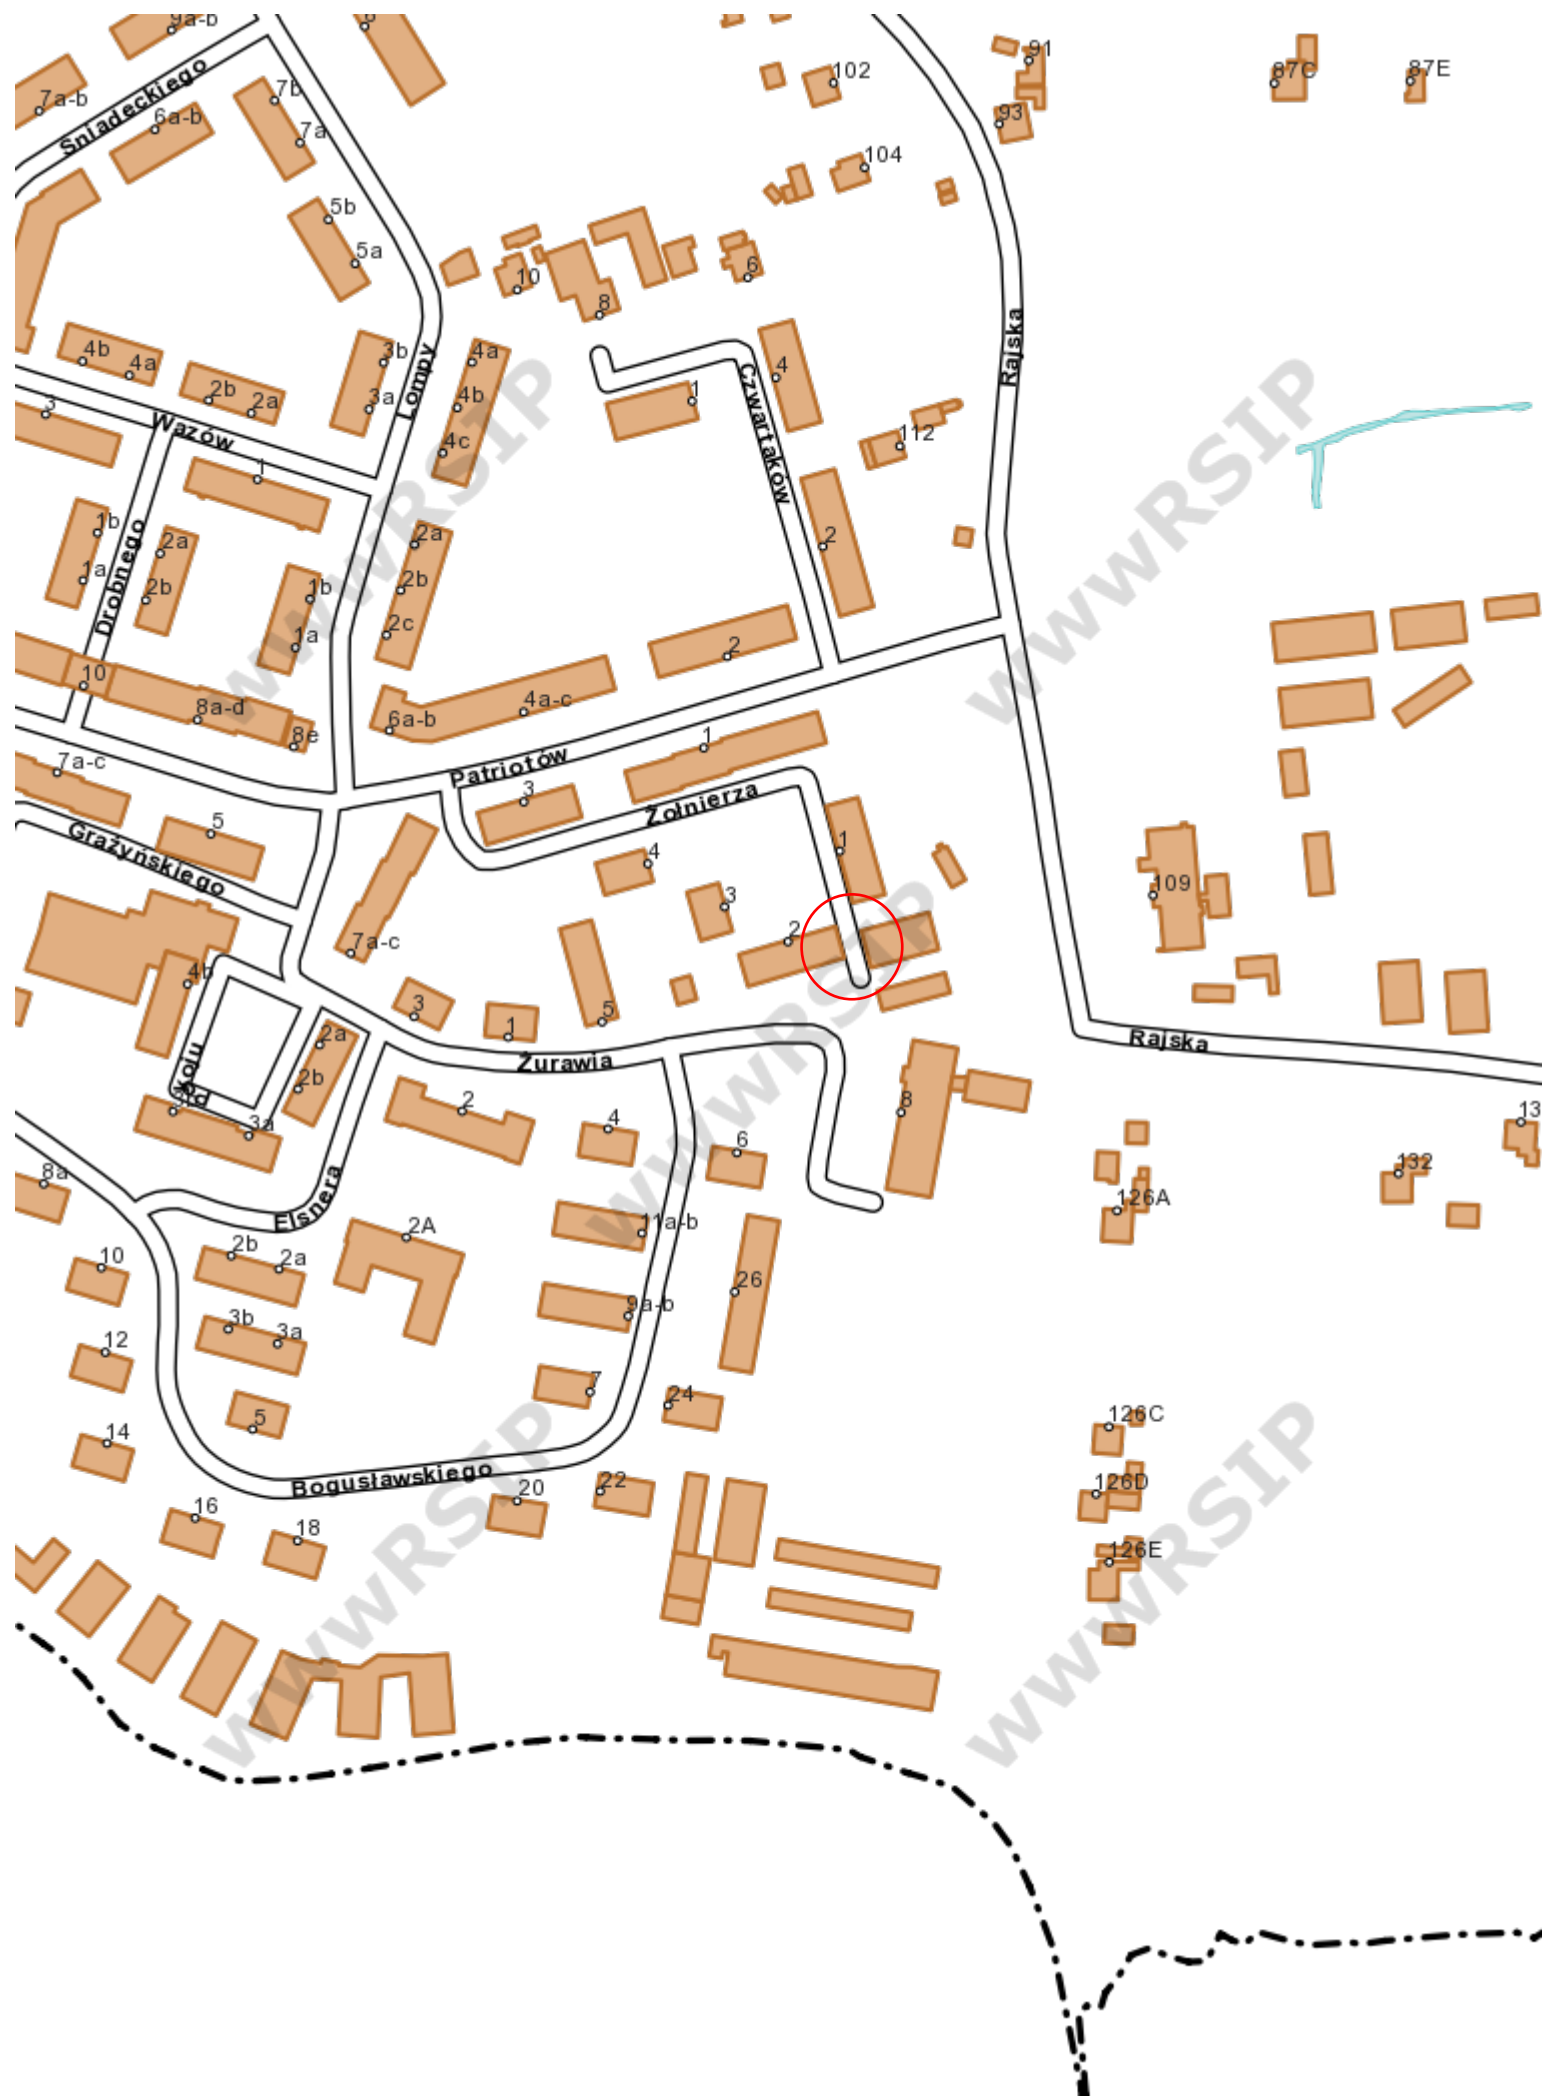 9a-b
6
91
87C
87E
102
7a-b
Śniadeckiego
7b
6a-b
7a
93
104
5b
5a
10
6
8
Rajska
4b
4a
3b
Lompy
4a
Czwartaków
4
2b
2a
3a
4b
1
3
Wazów
4c
112
1
wwwRSIP
wwwRSIP
1b
Drobnego
2a
2a
2
1a
2b
1b
2b
1a
2c
2
10
8a-d
4a-c
6a-b
8e
1
7a-c
Patriotów
3
Żołnierza
5
Grażyńskiego
4
1
109
3
7a-c
2
wwwRSIP
4b
3
1
5
2a
Żurawia
Rajska
Pokoju
2b
3a
2
4
8
6
13
132
8a
126A
Elsnera
2A
11a-b
10
2b
2a
26
9a-b
12
3b
3a
7
24
5
126C
14
Bogusławskiego
22
126D
20
16
18
126E
wwwRSIP
wwwRSIP